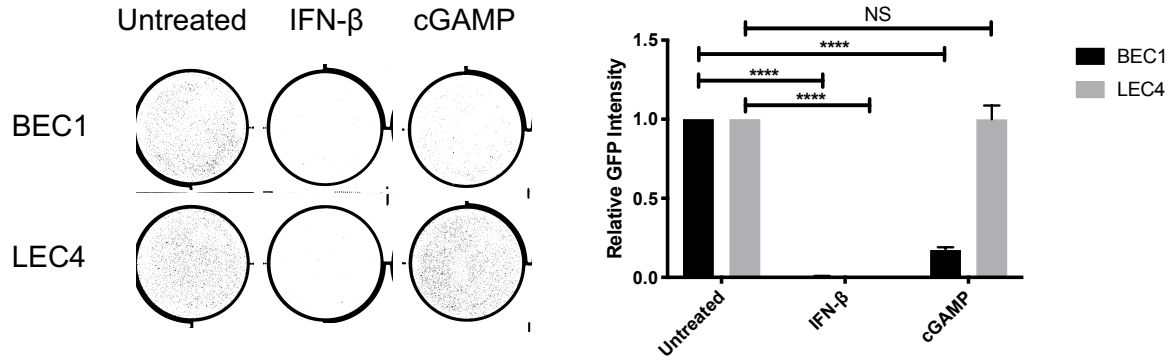 Untreated IFN-β cGAMP
BEC1
LEC4
NS
****
****
****
BEC1
LEC4
Relative GFP Intensity
1.5
1.0
0.5
0.0
Untreated
IFN-β
cGAMP